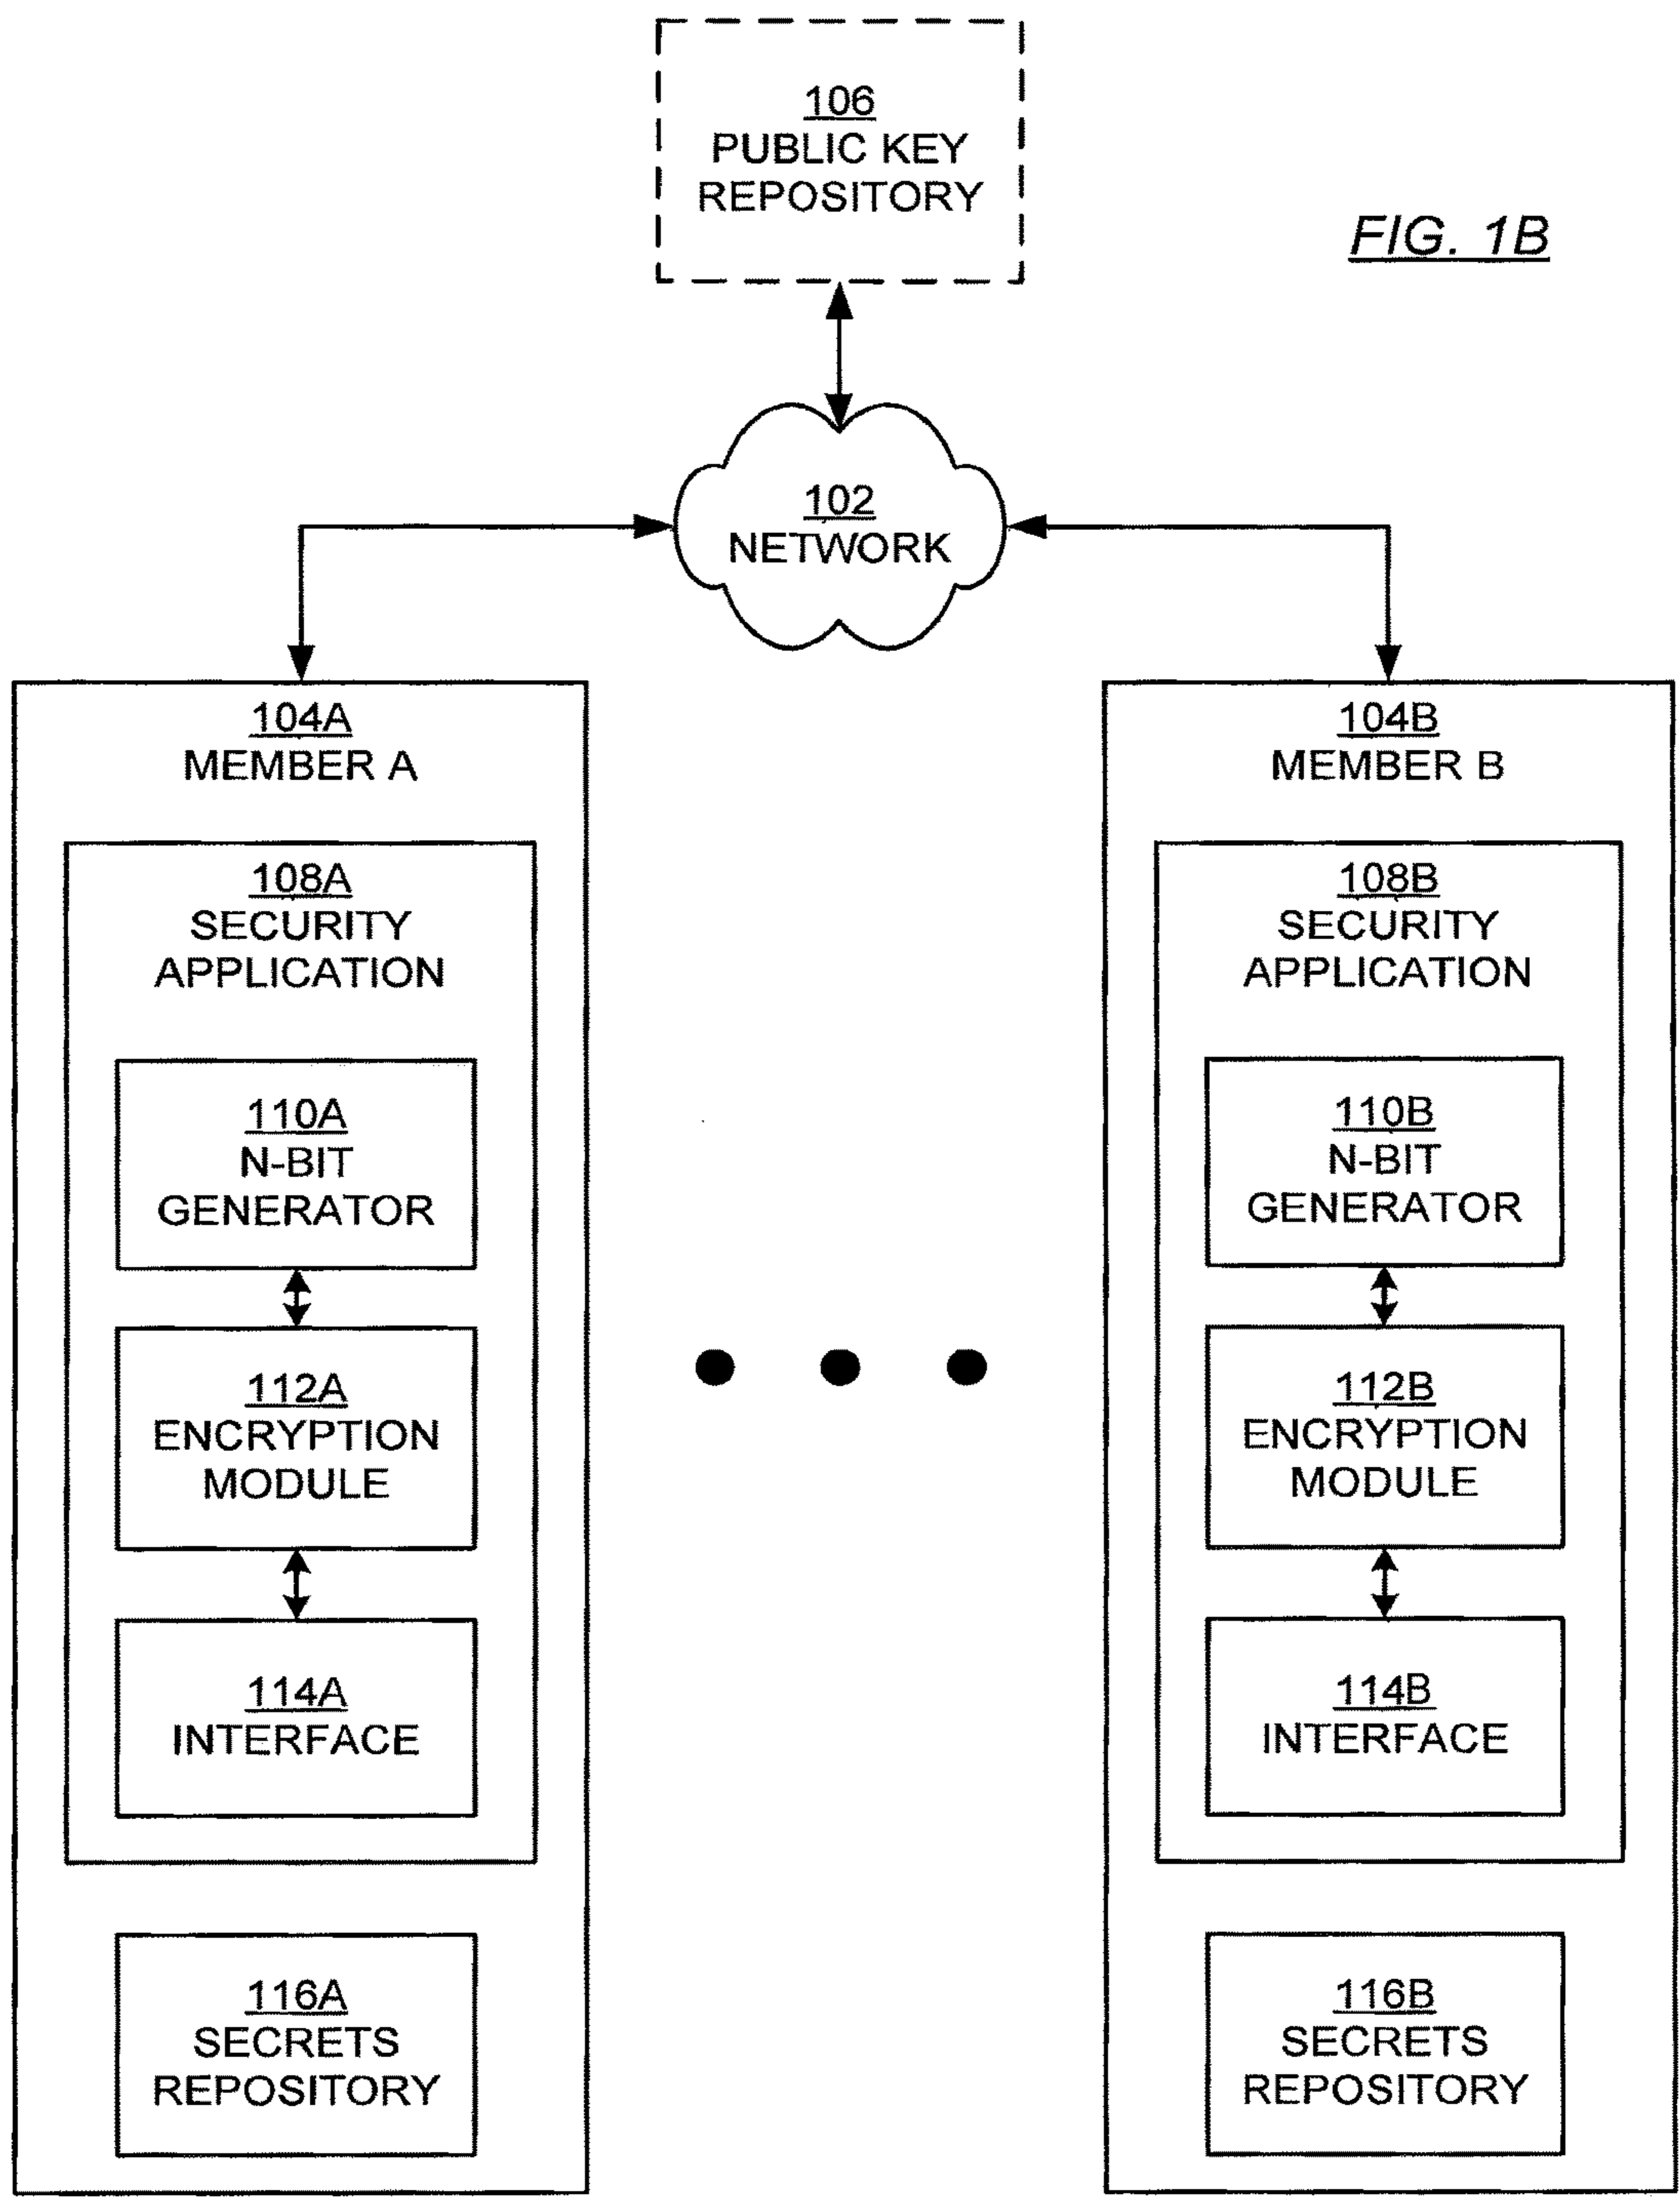 106
PUBLIC KEY
REPOSITORY
FIG. 1B
102
NETWORK
104A
MEMBER A
108A
SECURITY
APPLICATION
110A
N-BIT
GENERATOR
112A
ENCRYPTION
MODULE
114A
INTERFACE
116A
SECRETS
REPOSITORY
104B
MEMBER B
108B
SECURITY
APPLICATION
110B
N-BIT
GENERATOR
112B
ENCRYPTION
MODULE
114B
INTERFACE
116B
SECRETS
REPOSITORY